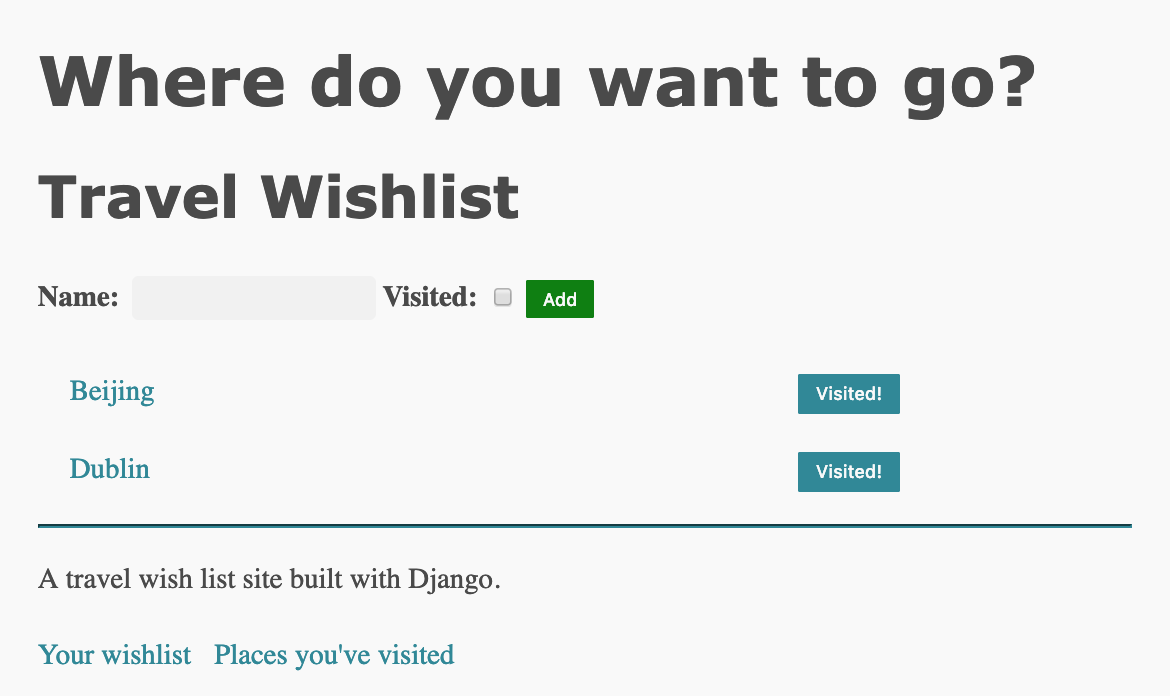 Where do you want to go?
Travel Wishlist
Name: Visited: Add
Beijing Visited!
Dublin Visited!
A travel wish list site built with Django.
Your wishlist Places you've visited